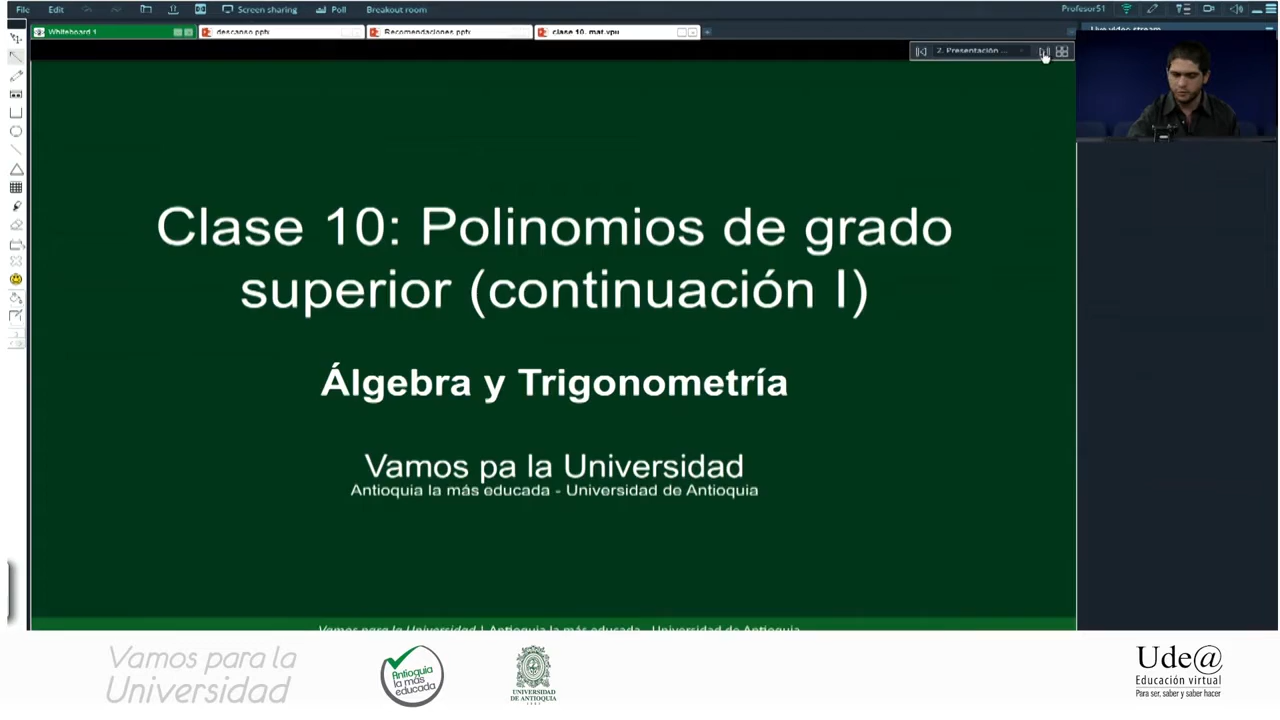 File Edit Screen sharing Poll Breakout room Profesor51
Whiteboard 1 descanso.pptx Recomendaciones.pptx clase 10. mat.vpu
Live video stream
2. Presentación ...
Clase 10: Polinomios de grado
superior (continuación I)
Álgebra y Trigonometría
Vamos pa la Universidad
Antioquia la más educada - Universidad de Antioquia
Vamos para la Universidad | Antioquia la más educada - Universidad de Antioquia
Vamos para la
Universidad
Antioquia
la más
educada
UNIVERSIDAD
DE ANTIOQUIA
1803
Ude@
Educación virtual
Para ser, saber y saber hacer